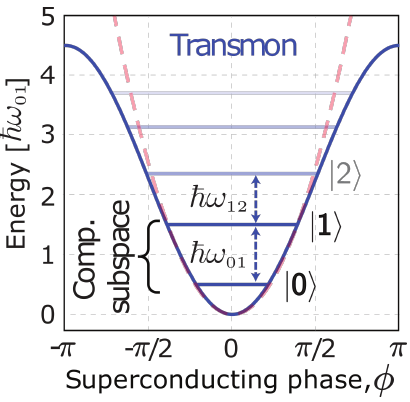 Transmon
Energy [ℏω01]
5
4
3
2
1
0
|2⟩
ℏω12
|1⟩
Comp.
subspace
ℏω01
|0⟩
-π
-π/2
0
π/2
π
Superconducting phase, ϕ